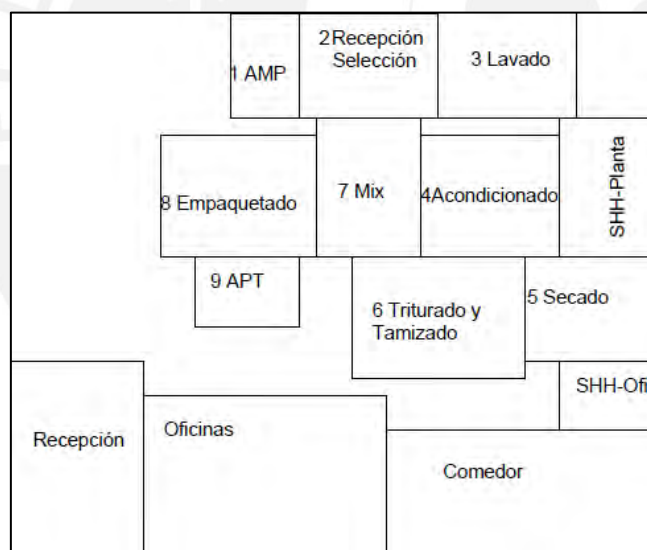 1 AMP
2Recepción
Selección
3 Lavado
8 Empaquetado
7 Mix
4Acondicionado
SHH-Planta
9 APT
6 Triturado y
Tamizado
5 Secado
SHH-Ofi
Recepción
Oficinas
Comedor